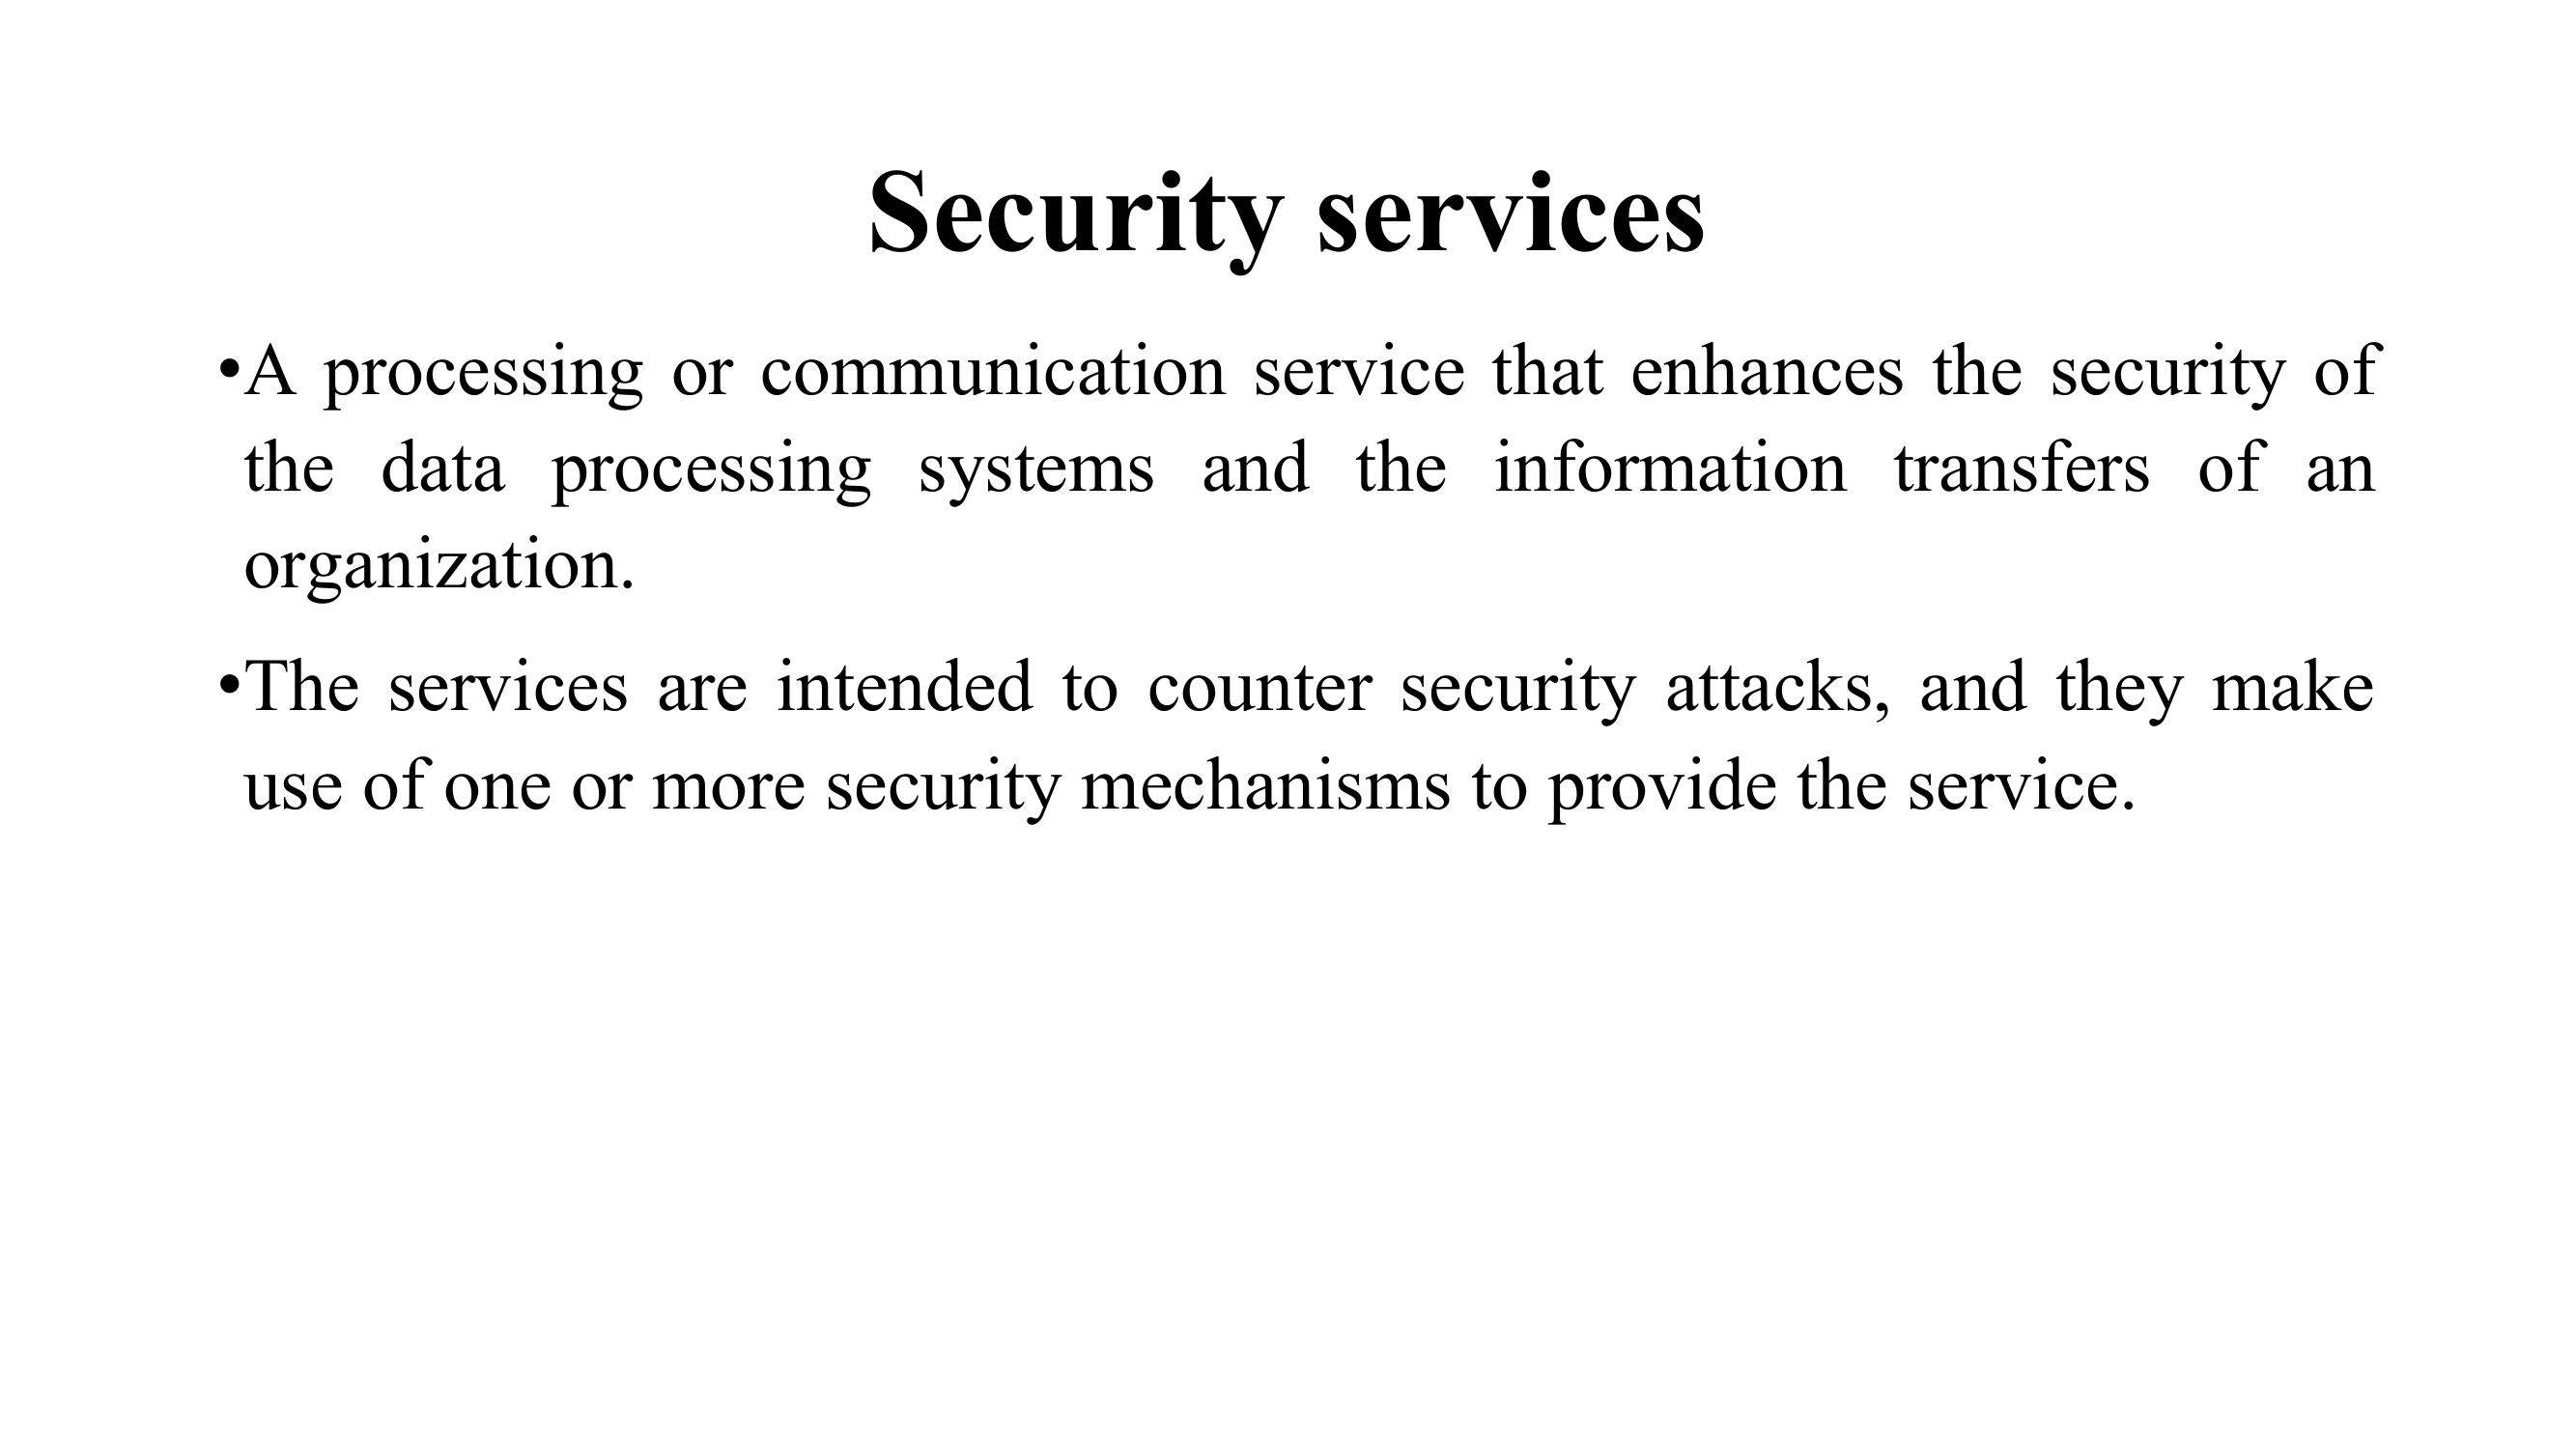 Security services
•A processing or communication service that enhances the security of
the data processing systems and the information transfers of an
organization.
•The services are intended to counter security attacks, and they make
use of one or more security mechanisms to provide the service.